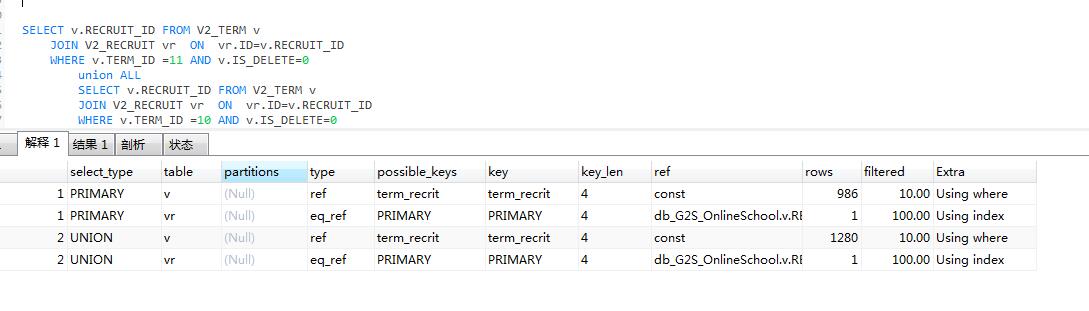 SELECT v.RECRUIT_ID FROM V2_TERM v
JOIN V2_RECRUIT vr ON vr.ID=v.RECRUIT_ID
WHERE v.TERM_ID =11 AND v.IS_DELETE=0
union ALL
SELECT v.RECRUIT_ID FROM V2_TERM v
JOIN V2_RECRUIT vr ON vr.ID=v.RECRUIT_ID
WHERE v.TERM_ID =10 AND v.IS_DELETE=0
解释 1 结果 1 剖析 状态
select_type table partitions type possible_keys key key_len ref rows filtered Extra
1 PRIMARY v (Null) ref term_recrit term_recrit 4 const 986 10.00 Using where
1 PRIMARY vr (Null) eq_ref PRIMARY PRIMARY 4 db_G2S_OnlineSchool.v.RE 1 100.00 Using index
2 UNION v (Null) ref term_recrit term_recrit 4 const 1280 10.00 Using where
2 UNION vr (Null) eq_ref PRIMARY PRIMARY 4 db_G2S_OnlineSchool.v.RE 1 100.00 Using index